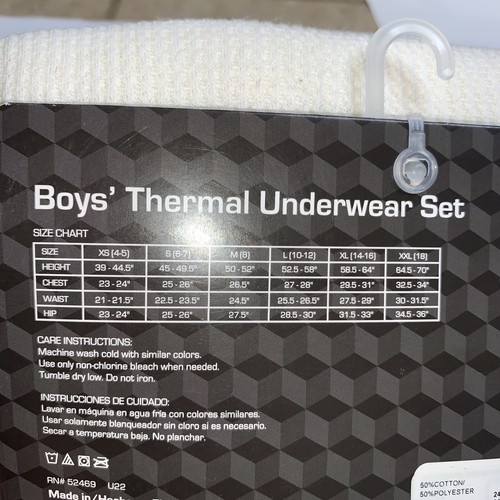 Boys' Thermal Underwear Set
SIZE CHART
SIZE XS (4-5) S (6-7) M (8) L (10-12) XL (14-16) XXL (18)
HEIGHT 39 - 44.5" 45 - 49.5" 50 - 52" 52.5 - 58" 58.5 - 64" 64.5 - 70"
CHEST 23 - 24" 25 - 26" 26.5" 27 - 28" 29.5 - 31" 32.5 - 34"
WAIST 21 - 21.5" 22.5 - 23.5" 24.5" 25.5 - 26.5" 27.5 - 29" 30 - 31.5"
HIP 23 - 24" 25 - 26" 27.5" 28.5 - 30" 31.5 - 33" 34.5 - 36"
CARE INSTRUCTIONS:
Machine wash cold with similar colors.
Use only non-chlorine bleach when needed.
Tumble dry low. Do not iron.
INSTRUCCIONES DE CUIDADO:
Lavar en máquina en agua fría con colores similares.
Usar solamente blanqueador sin cloro si es necesario.
Secar a temperatura baja. No planchar.
RN# 52469 U22
Made in/Hech
50%COTTON/
50%POLYESTER